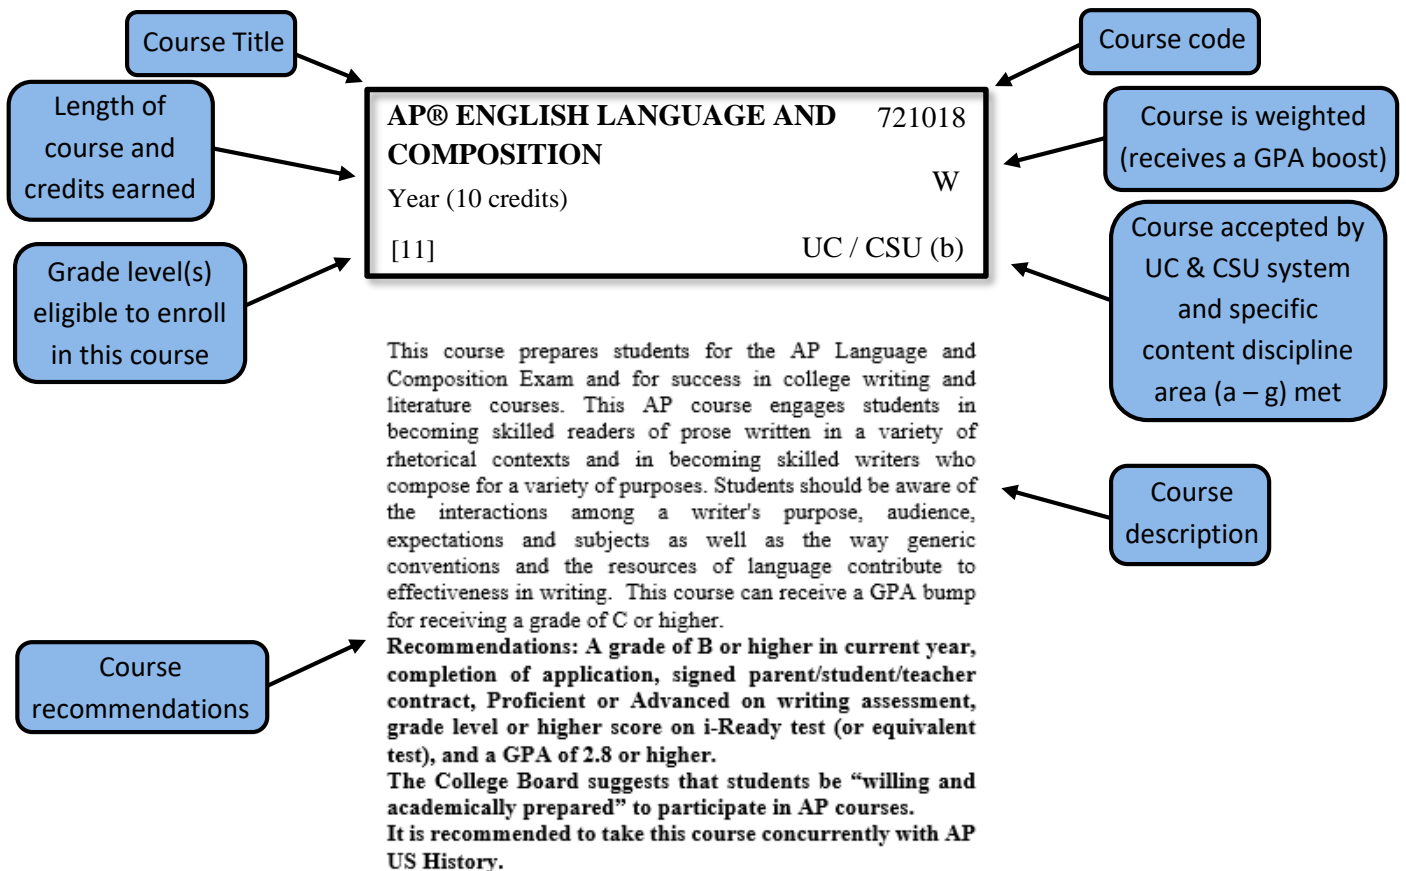 Course Title
Course code
Length of
course and
credits earned
AP® ENGLISH LANGUAGE AND 721018
COMPOSITION
W
Year (10 credits)
[11] UC / CSU (b)
Course is weighted
(receives a GPA boost)
Grade level(s)
eligible to enroll
in this course
Course accepted by
UC & CSU system
and specific
content discipline
area (a – g) met
This course prepares students for the AP Language and
Composition Exam and for success in college writing and
literature courses. This AP course engages students in
becoming skilled readers of prose written in a variety of
rhetorical contexts and in becoming skilled writers who
compose for a variety of purposes. Students should be aware of
the interactions among a writer's purpose, audience,
expectations and subjects as well as the way generic
conventions and the resources of language contribute to
effectiveness in writing. This course can receive a GPA bump
for receiving a grade of C or higher.
Course
description
Course
recommendations
Recommendations: A grade of B or higher in current year,
completion of application, signed parent/student/teacher
contract, Proficient or Advanced on writing assessment,
grade level or higher score on i-Ready test (or equivalent
test), and a GPA of 2.8 or higher.
The College Board suggests that students be “willing and
academically prepared” to participate in AP courses.
It is recommended to take this course concurrently with AP
US History.